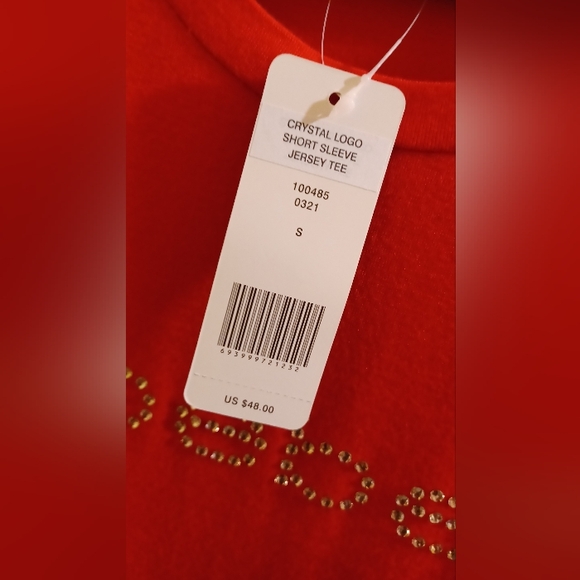 CRYSTAL LOGO
SHORT SLEEVE
JERSEY TEE
100485
0321
S
693999721232
US $48.00